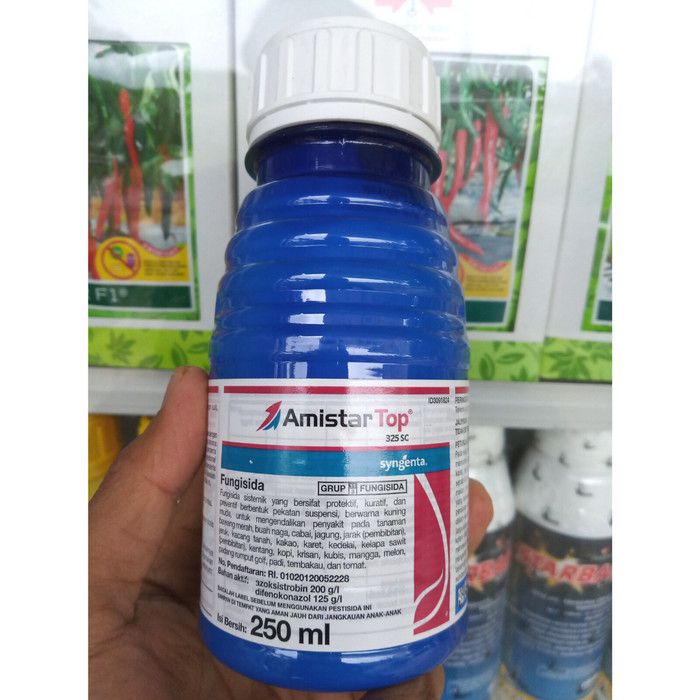 F1®
ID3091624
AmistarTop®
325 SC
syngenta.
Fungisida
GRUP FUNGISIDA
Fungisida sistemik yang bersifat protektif, kuratif, dan
preventif berbentuk pekatan suspensi, berwarna kuning
muda, untuk mengendalikan penyakit pada tanaman
bawang merah, buah naga, cabai, jagung, jarak (pembibitan),
jeruk, kacang tanah, kakao, karet, kedelai, kelapa sawit
(pembibitan), kentang, kopi, krisan, kubis, mangga, melon,
padang rumput golf, padi, tembakau, dan tomat.
No. Pendaftaran: RI. 01020120052228
Bahan aktif: azoksistrobin 200 g/l
difenokonazol 125 g/l
BACALAH LABEL SEBELUM MENGGUNAKAN PESTISIDA INI
SIMPAN DI TEMPAT YANG AMAN JAUH DARI JANGKAUAN ANAK-ANAK
Isi Bersih: 250 ml